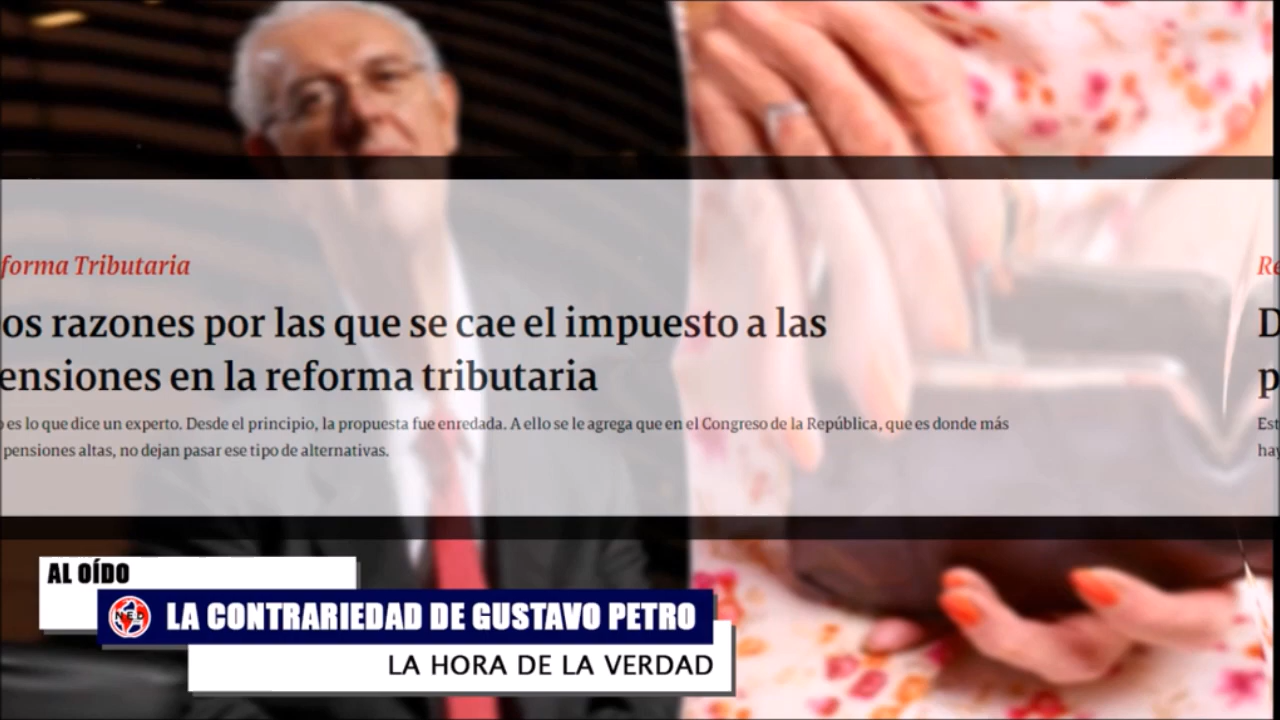 forma Tributaria
os razones por las que se cae el impuesto a las
ensiones en la reforma tributaria
es lo que dice un experto. Desde el principio, la propuesta fue enredada. A ello se le agrega que en el Congreso de la República, que es donde más
pensiones altas, no dejan pasar ese tipo de alternativas.
Re
D
p
Est
hay
AL OÍDO
LA CONTRARIEDAD DE GUSTAVO PETRO
LA HORA DE LA VERDAD